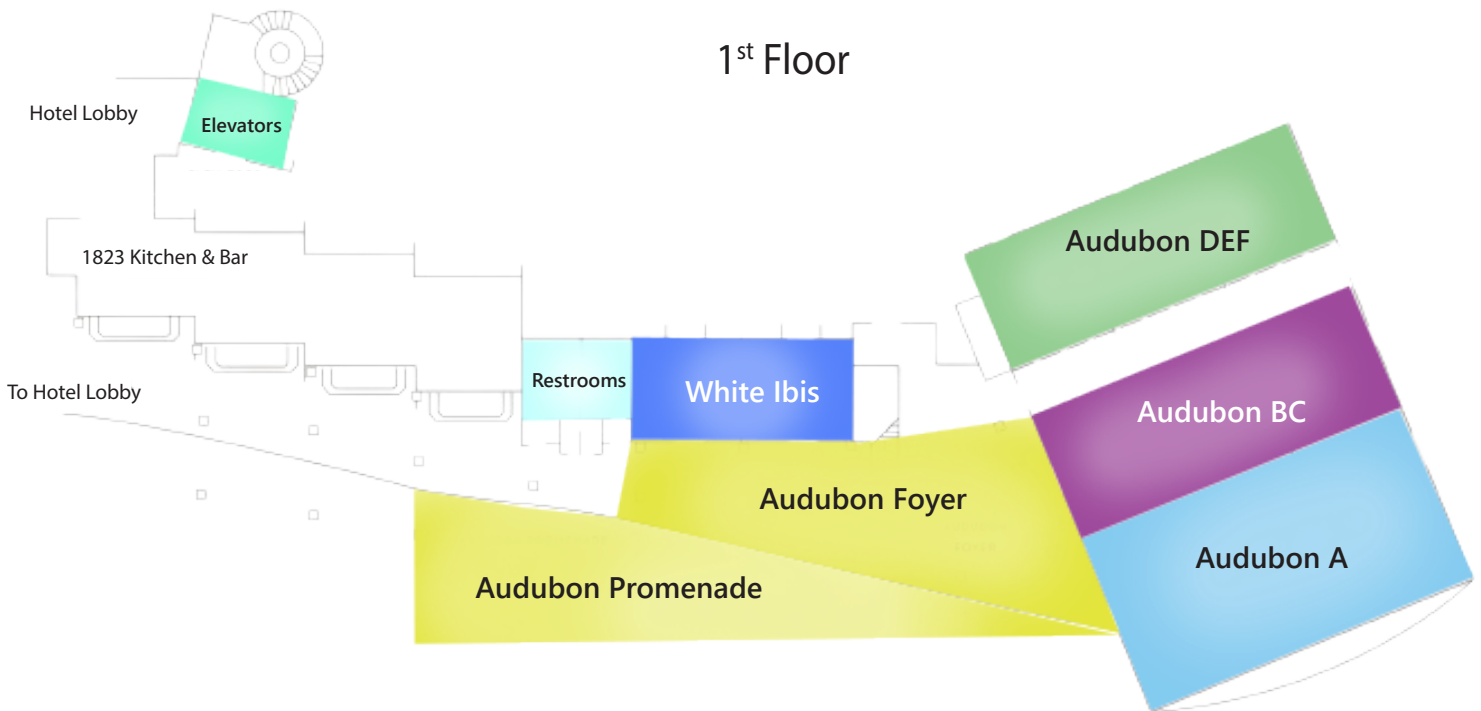 1st Floor
Hotel Lobby
Elevators
Audubon DEF
1823 Kitchen & Bar
Restrooms
White Ibis
To Hotel Lobby
Audubon BC
Audubon Foyer
Audubon A
Audubon Promenade